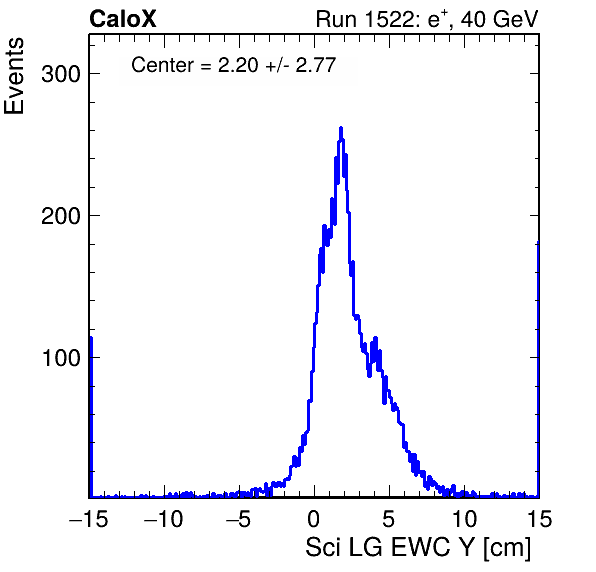 CaloX Run 1522: e⁺, 40 GeV
Center = 2.20 +/- 2.77
Events
300
200
100
−15 −10 −5 0 5 10 15
Sci LG EWC Y [cm]